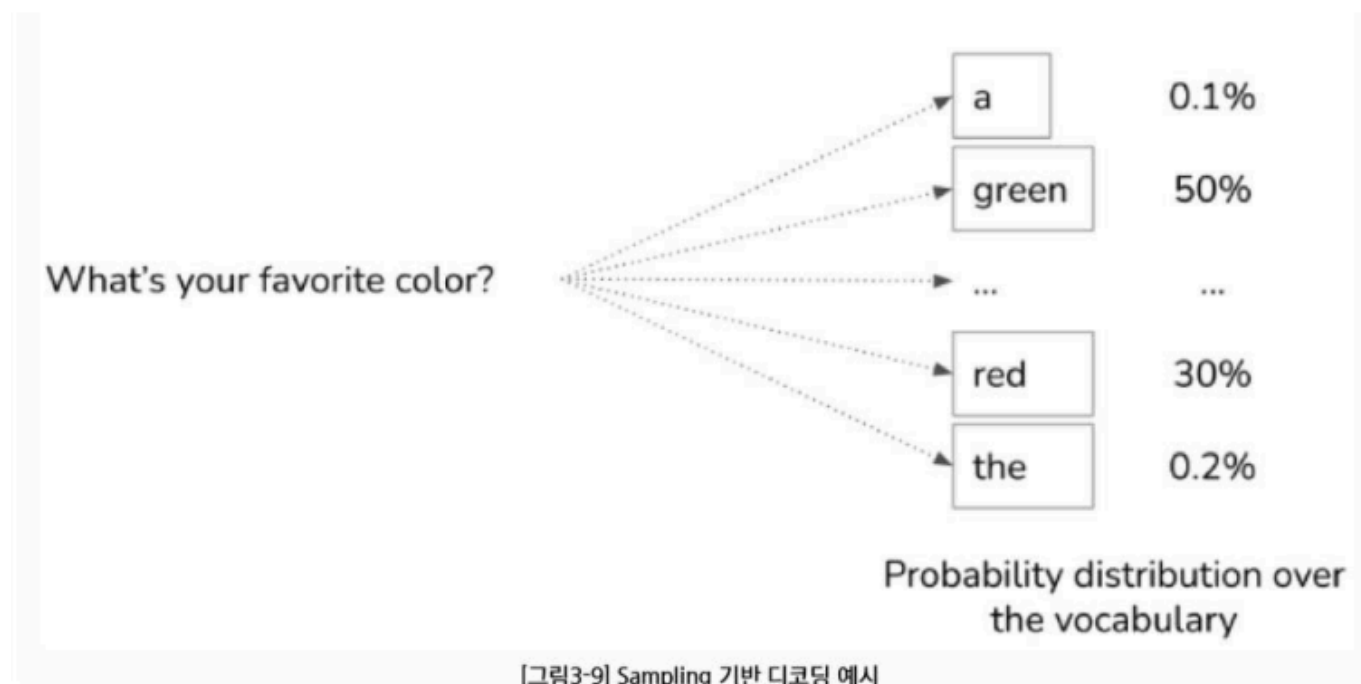 a 0.1%
green 50%
What's your favorite color?
... ...
red 30%
the 0.2%
Probability distribution over
the vocabulary
[그림3-9] Sampling 기반 디코딩 예시